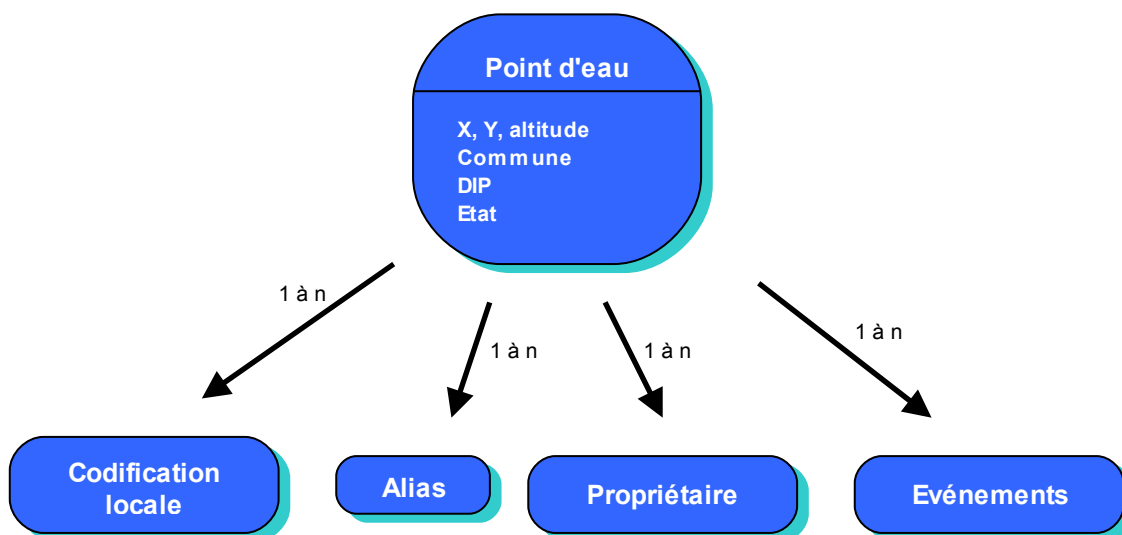 Point d'eau
X, Y, altitude
Commune
DIP
Etat
1 à n
1 à n
1 à n
1 à n
Codification
locale
Alias
Propriétaire
Evénements